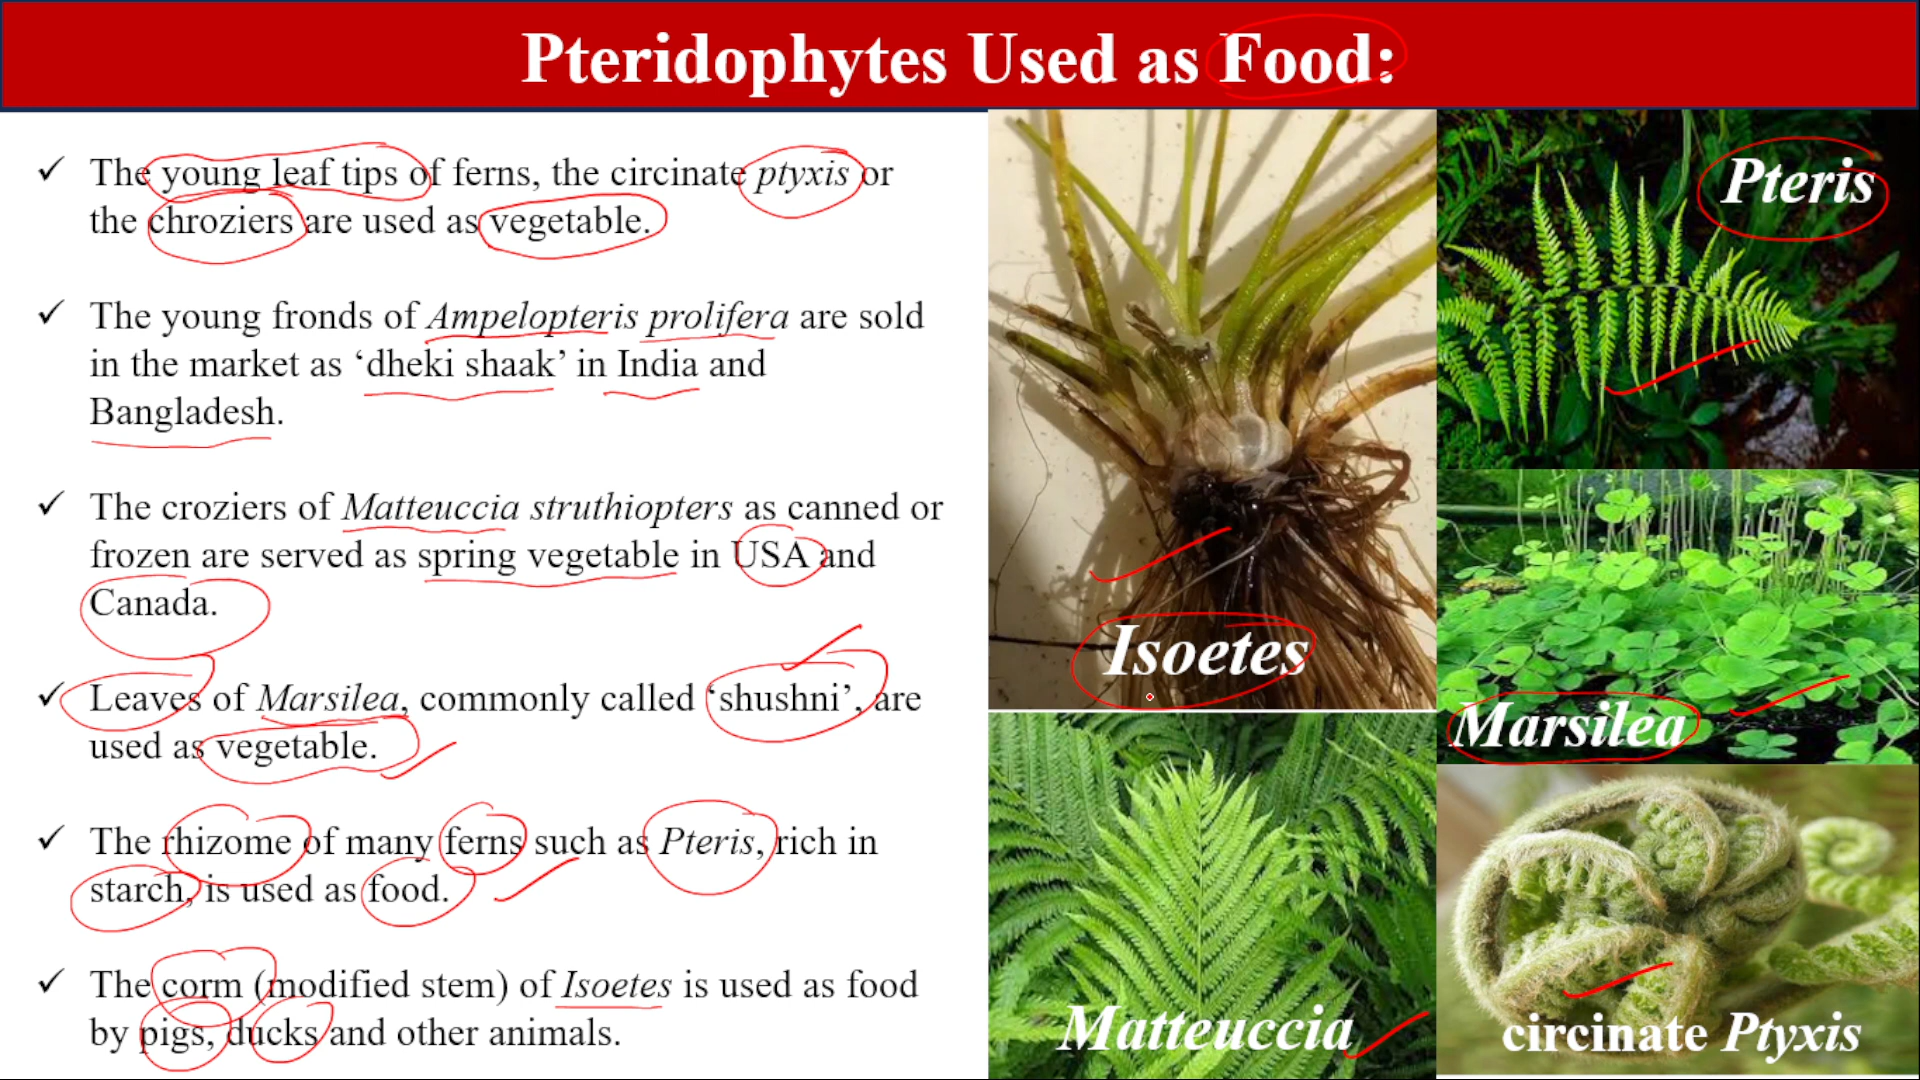 Pteridophytes Used as Food:
✓ The young leaf tips of ferns, the circinate ptyxis or
the chroziers are used as vegetable.
✓ The young fronds of Ampelopteris prolifera are sold
in the market as ‘dheki shaak’ in India and
Bangladesh.
✓ The croziers of Matteuccia struthiopters as canned or
frozen are served as spring vegetable in USA and
Canada.
✓ Leaves of Marsilea, commonly called ‘shushni’, are
used as vegetable.
✓ The rhizome of many ferns such as Pteris, rich in
starch, is used as food.
✓ The corm (modified stem) of Isoetes is used as food
by pigs, ducks and other animals.
Isoetes
Pteris
Marsilea
Matteuccia
circinate Ptyxis